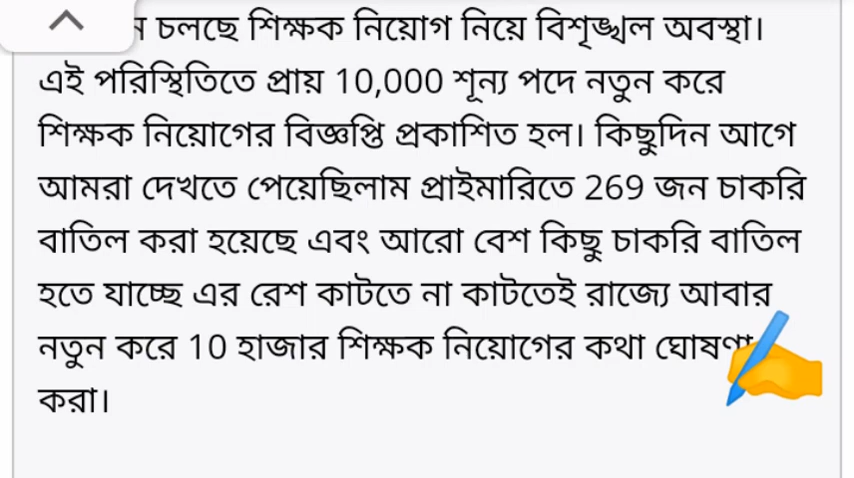 চলছে শিক্ষক নিয়োগ নিয়ে বিশৃঙ্খল অবস্থা।
এই পরিস্থিতিতে প্রায় 10,000 শূন্য পদে নতুন করে
শিক্ষক নিয়োগের বিজ্ঞপ্তি প্রকাশিত হল। কিছুদিন আগে
আমরা দেখতে পেয়েছিলাম প্রাইমারিতে 269 জন চাকরি
বাতিল করা হয়েছে এবং আরো বেশ কিছু চাকরি বাতিল
হতে যাচ্ছে এর রেশ কাটতে না কাটতেই রাজ্যে আবার
নতুন করে 10 হাজার শিক্ষক নিয়োগের কথা ঘোষণা
করা।